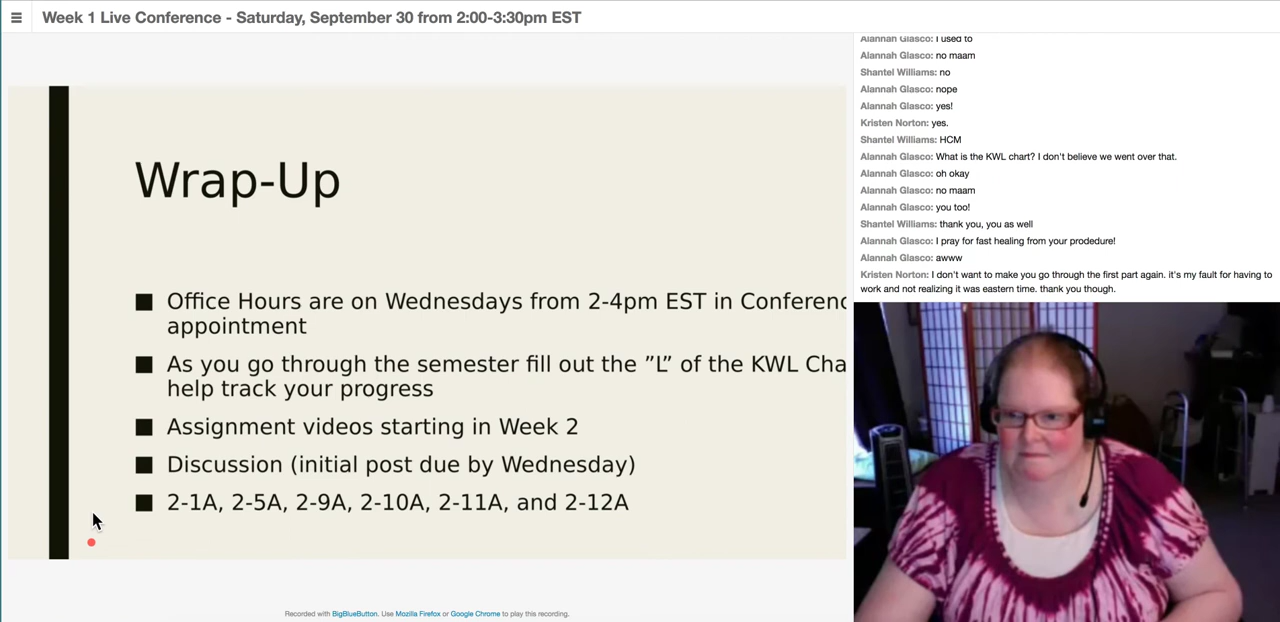 Week 1 Live Conference - Saturday, September 30 from 2:00-3:30pm EST
Wrap-Up
■ Office Hours are on Wednesdays from 2-4pm EST in Conferenc
appointment
■ As you go through the semester fill out the ”L” of the KWL Cha
help track your progress
■ Assignment videos starting in Week 2
■ Discussion (initial post due by Wednesday)
■ 2-1A, 2-5A, 2-9A, 2-10A, 2-11A, and 2-12A
Recorded with BigBlueButton. Use Mozilla Firefox or Google Chrome to play this recording.
Alannah Glasco: I used to
Alannah Glasco: no maam
Shantel Williams: no
Alannah Glasco: nope
Alannah Glasco: yes!
Kristen Norton: yes.
Shantel Williams: HCM
Alannah Glasco: What is the KWL chart? I don't believe we went over that.
Alannah Glasco: oh okay
Alannah Glasco: no maam
Alannah Glasco: you too!
Shantel Williams: thank you, you as well
Alannah Glasco: I pray for fast healing from your prodedure!
Alannah Glasco: awww
Kristen Norton: I don't want to make you go through the first part again. it's my fault for having to
work and not realizing it was eastern time. thank you though.